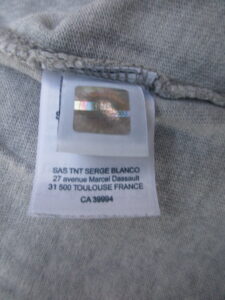 SAS TNT SERGE BLANCO
27 avenue Marcel Dassault
31 500 TOULOUSE FRANCE
CA 39994